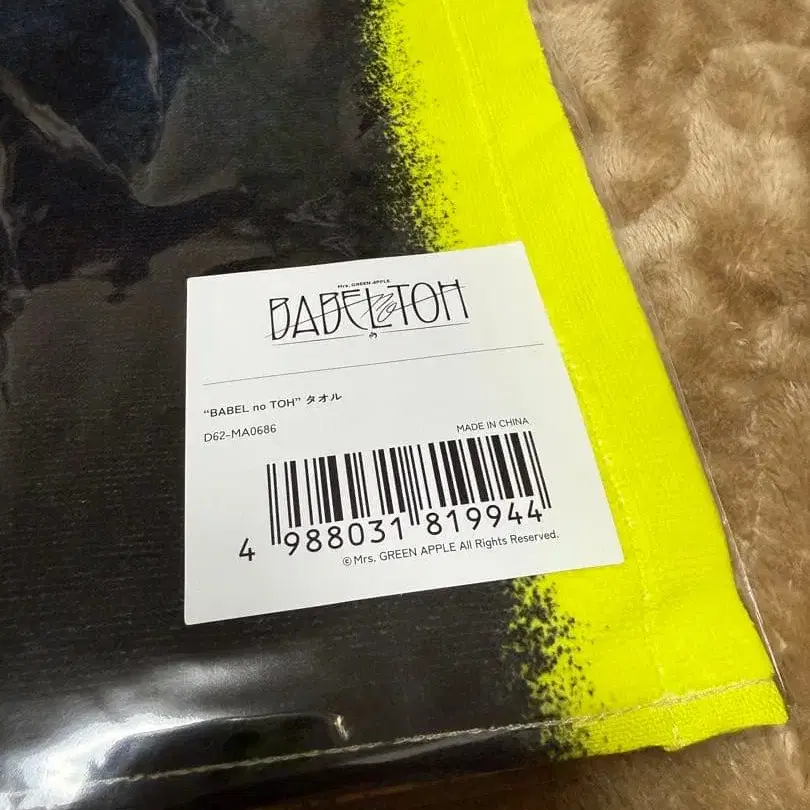 Mrs. GREEN APPLE
BABEL no TOH
“BABEL no TOH” タオル
D62-MA0686
MADE IN CHINA
4 988031 819944
©Mrs. GREEN APPLE All Rights Reserved.